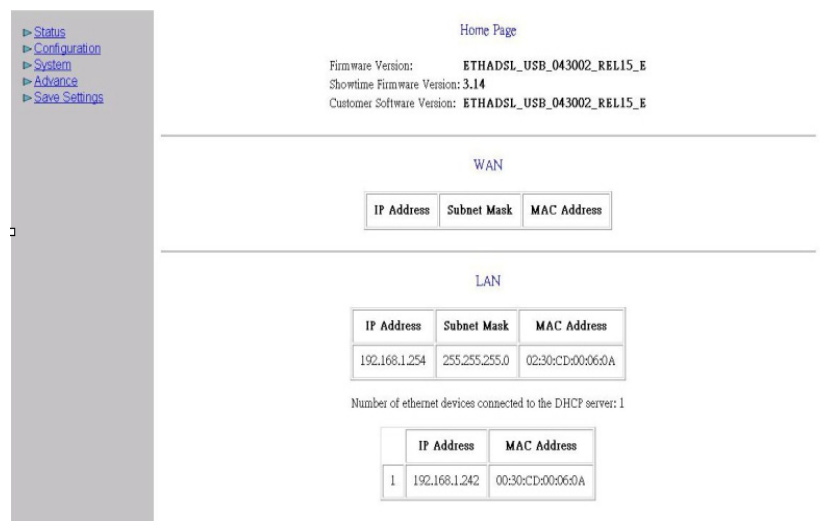 Status
Configuration
System
Advance
Save Settings
Home Page
Firmware Version: ETHADSL_USB_043002_REL15_E
Showtime Firmware Version: 3.14
Customer Software Version: ETHADSL_USB_043002_REL15_E
WAN
IP Address Subnet Mask MAC Address
LAN
IP Address Subnet Mask MAC Address
192.168.1.254 255.255.255.0 02:30:CD:00:06:0A
Number of ethernet devices connected to the DHCP server: 1
IP Address MAC Address
1 192.168.1.242 00:30:CD:00:06:0A